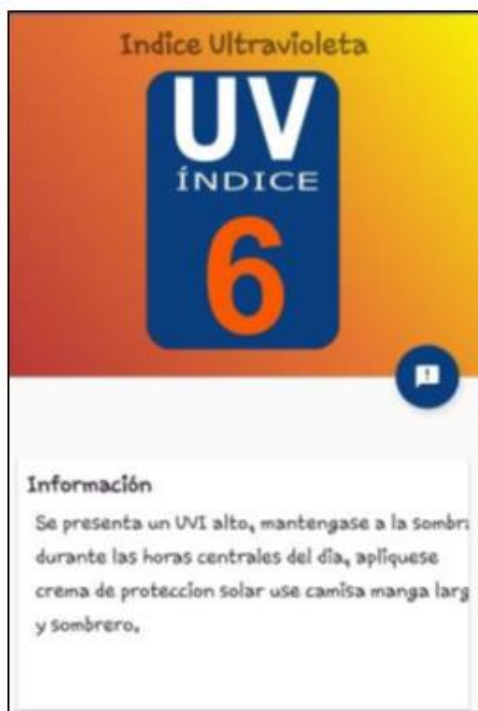 Indice Ultravioleta
UV
ÍNDICE
6
Información
Se presenta un UVI alto, mantengase a la sombr
durante las horas centrales del día, apliquese
crema de proteccion solar use camisa manga larg
y sombrero.